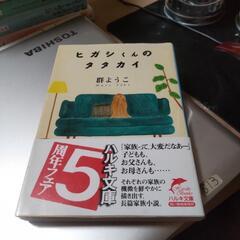 TOSHIBA
ヒガシくんの
タタカイ
群ようこ
「家族って、大変だなあー」
子どもも、
お父さんも、
お母さんも……
それぞれの家族の
機微を鮮やかに
描き出す、
長篇家族小説。
ハルキ文庫
5
周年フェア
ハルキ文庫